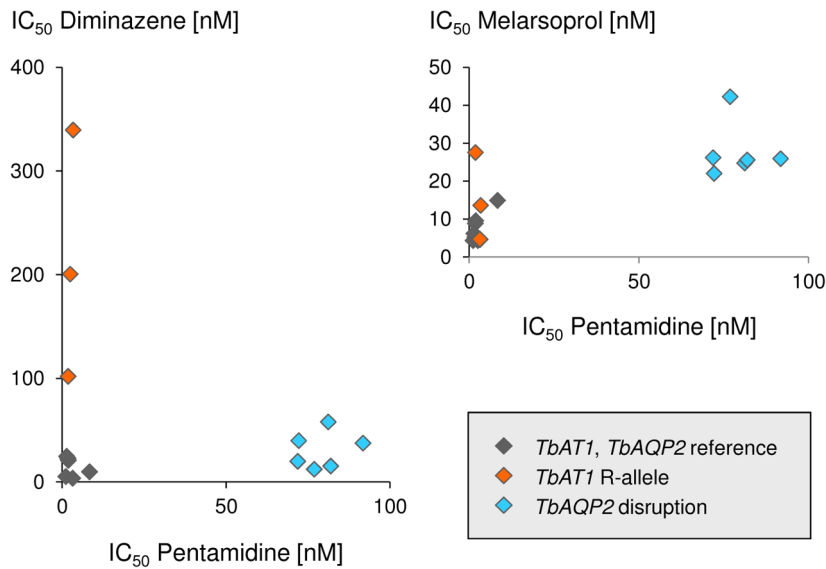 IC50 Diminazene [nM]
400
300
200
100
0
0 50 100
IC50 Pentamidine [nM]
IC50 Melarsoprol [nM]
50
40
30
20
10
0
0 50 100
IC50 Pentamidine [nM]
TbAT1, TbAQP2 reference
TbAT1 R-allele
TbAQP2 disruption